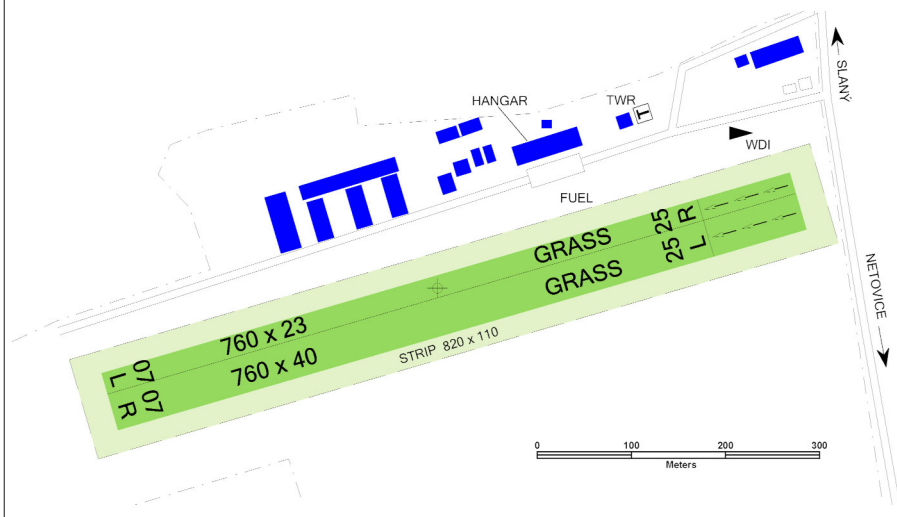 SLANÝ
HANGAR
TWR
T
WDI
FUEL
NETOVICE
GRASS
25 R
GRASS
25 L
760 x 23
07 L
760 x 40
07 R
STRIP 820 x 110
0 100 200 300
Meters